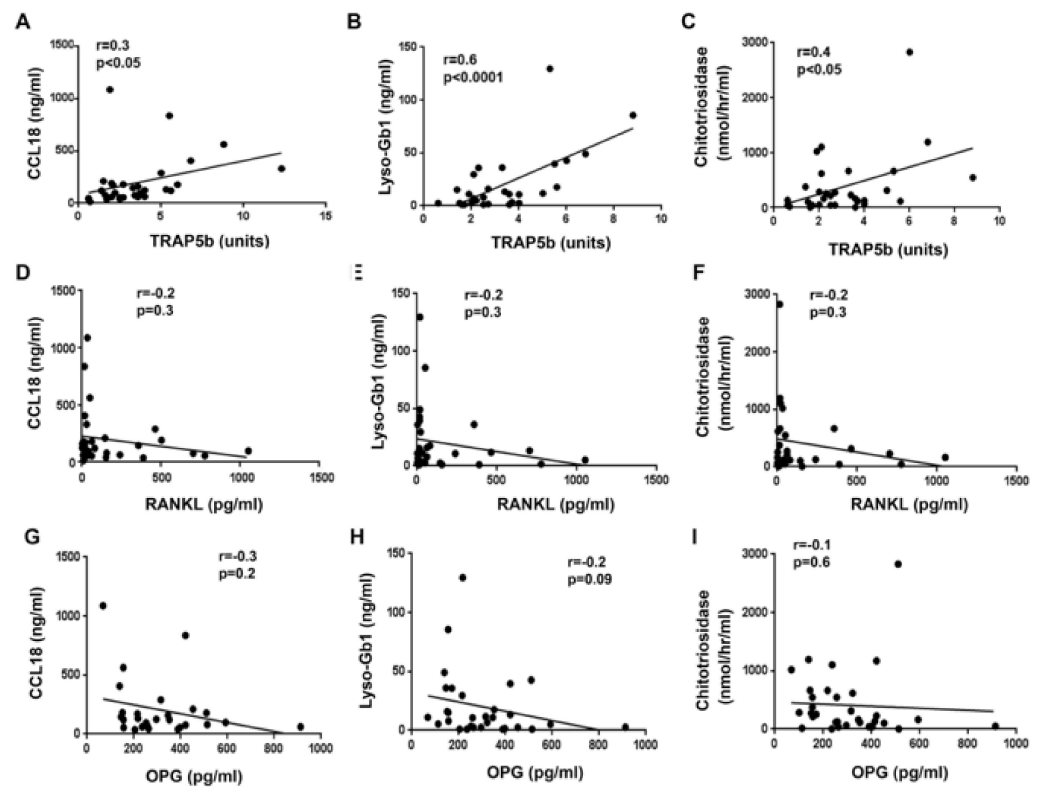 A
CCL18 (ng/ml)
1500
1000
500
0
r=0.3
p<0.05
0
5
10
15
TRAP5b (units)
B
Lyso-Gb1 (ng/ml)
150
100
50
0
r=0.6
p<0.0001
0
2
4
6
8
10
TRAP5b (units)
C
Chitotriosidase
(nmol/hr/ml)
3000
2000
1000
0
r=0.4
p<0.05
0
2
4
6
8
10
TRAP5b (units)
D
CCL18 (ng/ml)
1500
1000
500
0
r=-0.2
p=0.3
0
500
1000
1500
RANKL (pg/ml)
E
Lyso-Gb1 (ng/ml)
150
100
50
0
r=-0.2
p=0.3
0
500
1000
1500
RANKL (pg/ml)
F
Chitotriosidase
(nmol/hr/ml)
3000
2000
1000
0
r=-0.2
p=0.3
0
500
1000
1500
RANKL (pg/ml)
G
CCL18 (ng/ml)
1500
1000
500
0
r=-0.3
p=0.2
0
200
400
600
800
1000
OPG (pg/ml)
H
Lyso-Gb1 (ng/ml)
150
100
50
0
r=-0.2
p=0.09
0
200
400
600
800
1000
OPG (pg/ml)
I
Chitotriosidase
(nmol/hr/ml)
3000
2000
1000
0
r=-0.1
p=0.6
0
200
400
600
800
1000
OPG (pg/ml)